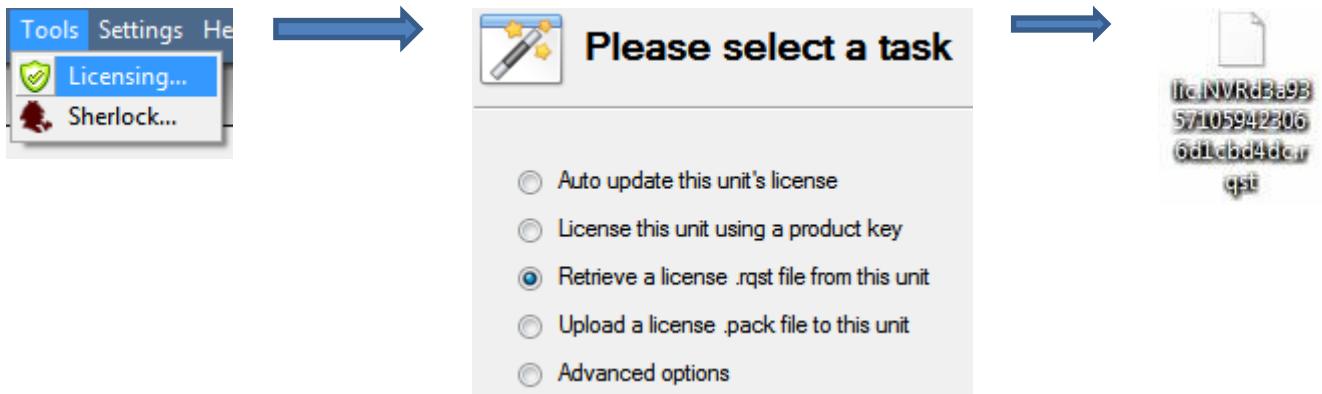 Tools Settings He
Licensing...
Sherlock...
Please select a task
Auto update this unit's license
License this unit using a product key
Retrieve a license .rqst file from this unit
Upload a license .pack file to this unit
Advanced options
lic.NVRd3a93
57105942306
6d1cbd4dc.r
qst